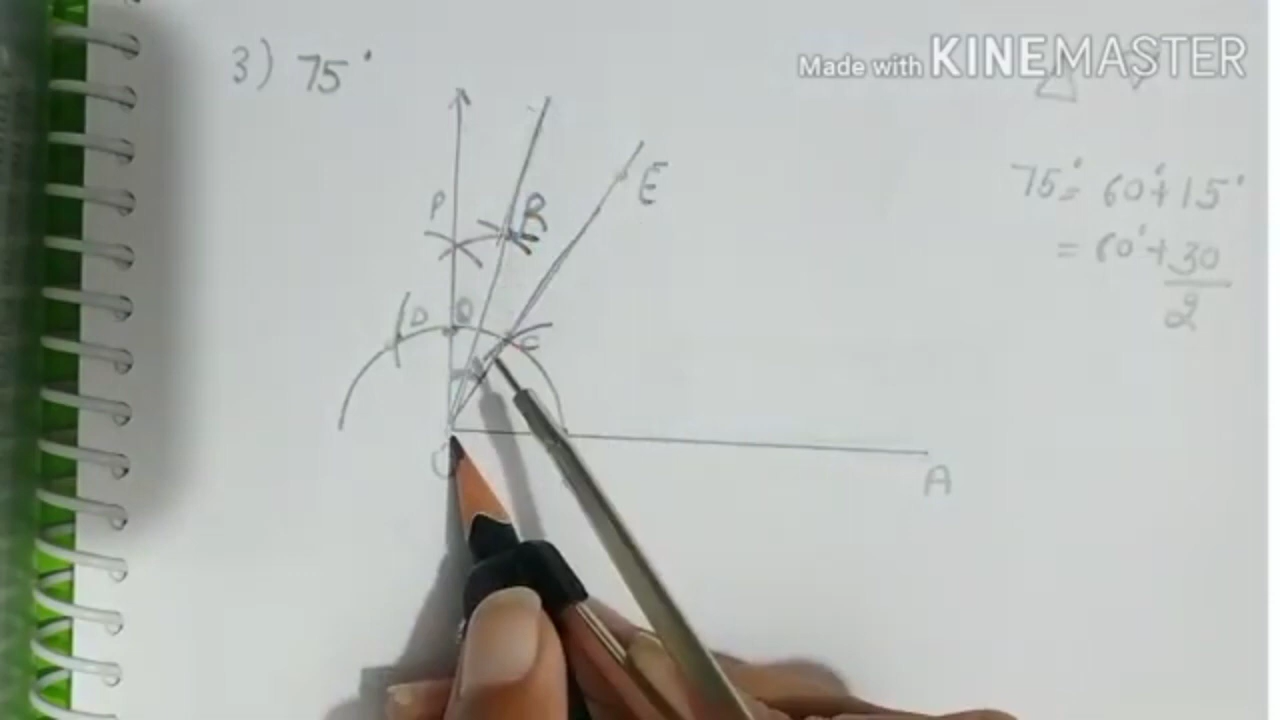 3) 75°
Made with KINEMASTER
75° = 60° + 15°
= 60° + 30
2
P
R
E
D
Q
C
O
A